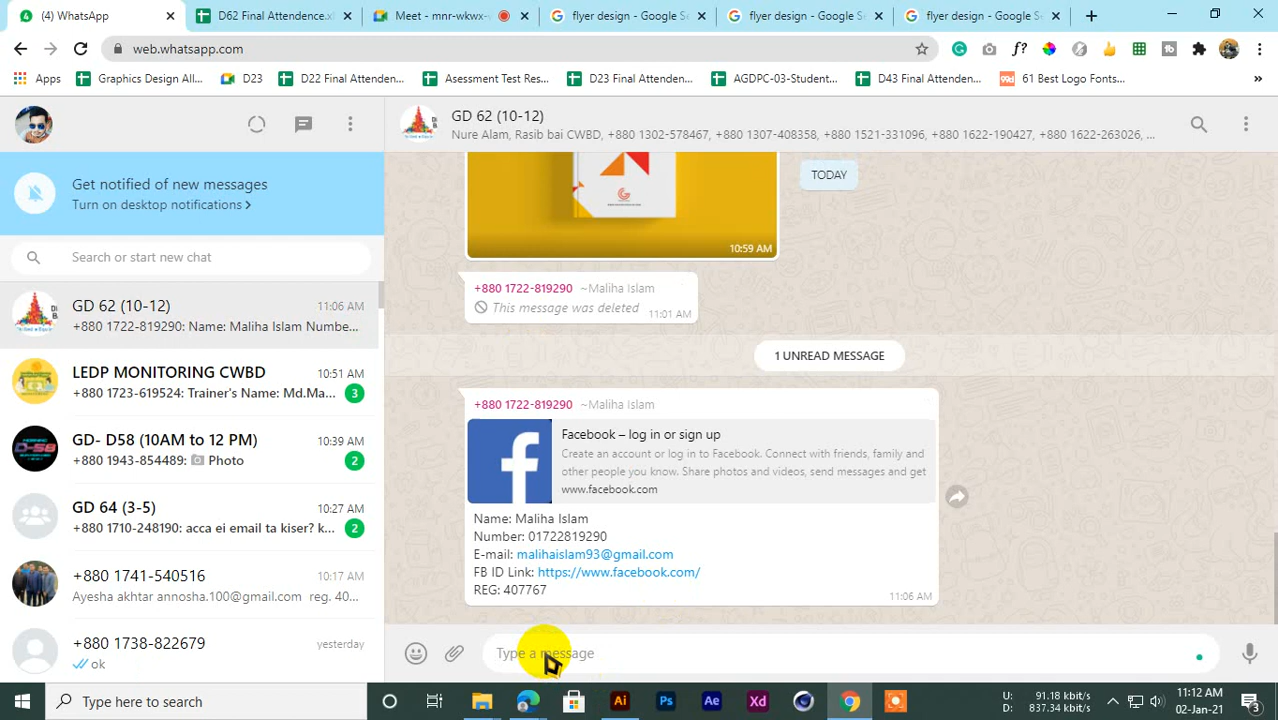 (4) WhatsApp
D62 Final Attendence.xl
Meet - mnr-wkwx-
flyer design - Google Se
flyer design - Google Se
flyer design - Google Se
web.whatsapp.com
Apps
Graphics Design All...
D23
D22 Final Attenden...
Asessment Test Res...
D23 Final Attenden...
AGDPC-03-Student...
D43 Final Attenden...
61 Best Logo Fonts...
»
GD 62 (10-12)
Nure Alam, Rasib bai CWBD, +880 1302-578467, +880 1307-408358, +880 1521-331096, +880 1622-190427, +880 1622-263026, ...
Get notified of new messages
Turn on desktop notifications >
Search or start new chat
GD 62 (10-12)
11:06 AM
+880 1722-819290: Name: Maliha Islam Numbe...
LEDP MONITORING CWBD
10:51 AM
+880 1723-619524: Trainer's Name: Md.Ma...
3
GD- D58 (10AM to 12 PM)
10:39 AM
+880 1943-854489: Photo
2
GD 64 (3-5)
10:27 AM
+880 1710-248190: acca ei email ta kiser? k...
2
+880 1741-540516
10:17 AM
Ayesha akhtar annosha.100@gmail.com reg. 40...
+880 1738-822679
yesterday
ok
TODAY
10:59 AM
+880 1722-819290 ~Maliha Islam
This message was deleted
11:01 AM
1 UNREAD MESSAGE
+880 1722-819290 ~Maliha Islam
Facebook – log in or sign up
Create an account or log in to Facebook. Connect with friends, family and
other people you know. Share photos and videos, send messages and get
www.facebook.com
Name: Maliha Islam
Number: 01722819290
E-mail: malihaislam93@gmail.com
FB ID Link: https://www.facebook.com/
REG: 407767
11:06 AM
Type a message
Type here to search
Ai
Ps
Ae
Xd
U: 91.18 kbit/s
D: 837.34 kbit/s
11:12 AM
02-Jan-21
3